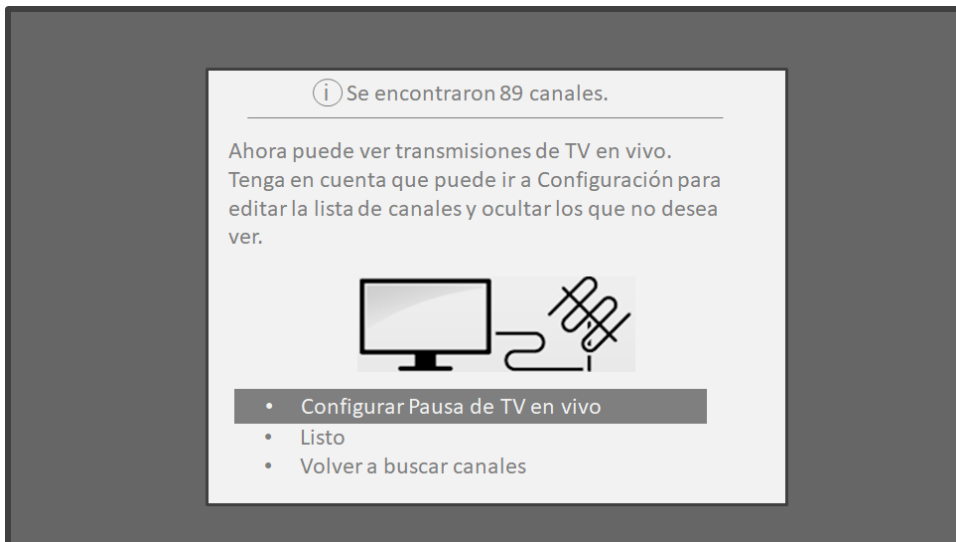 i Se encontraron 89 canales.
Ahora puede ver transmisiones de TV en vivo.
Tenga en cuenta que puede ir a Configuración para
editar la lista de canales y ocultar los que no desea
ver.
• Configurar Pausa de TV en vivo
• Listo
• Volver a buscar canales